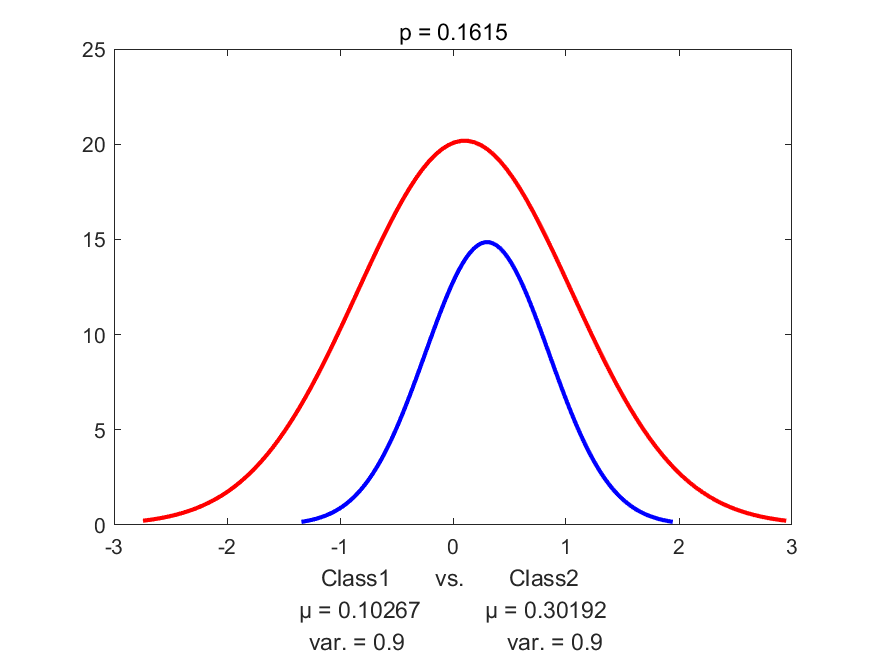 p = 0.1615
25
20
15
10
5
0
-3 -2 -1 0 1 2 3
Class1 vs. Class2
μ = 0.10267 μ = 0.30192
var. = 0.9 var. = 0.9